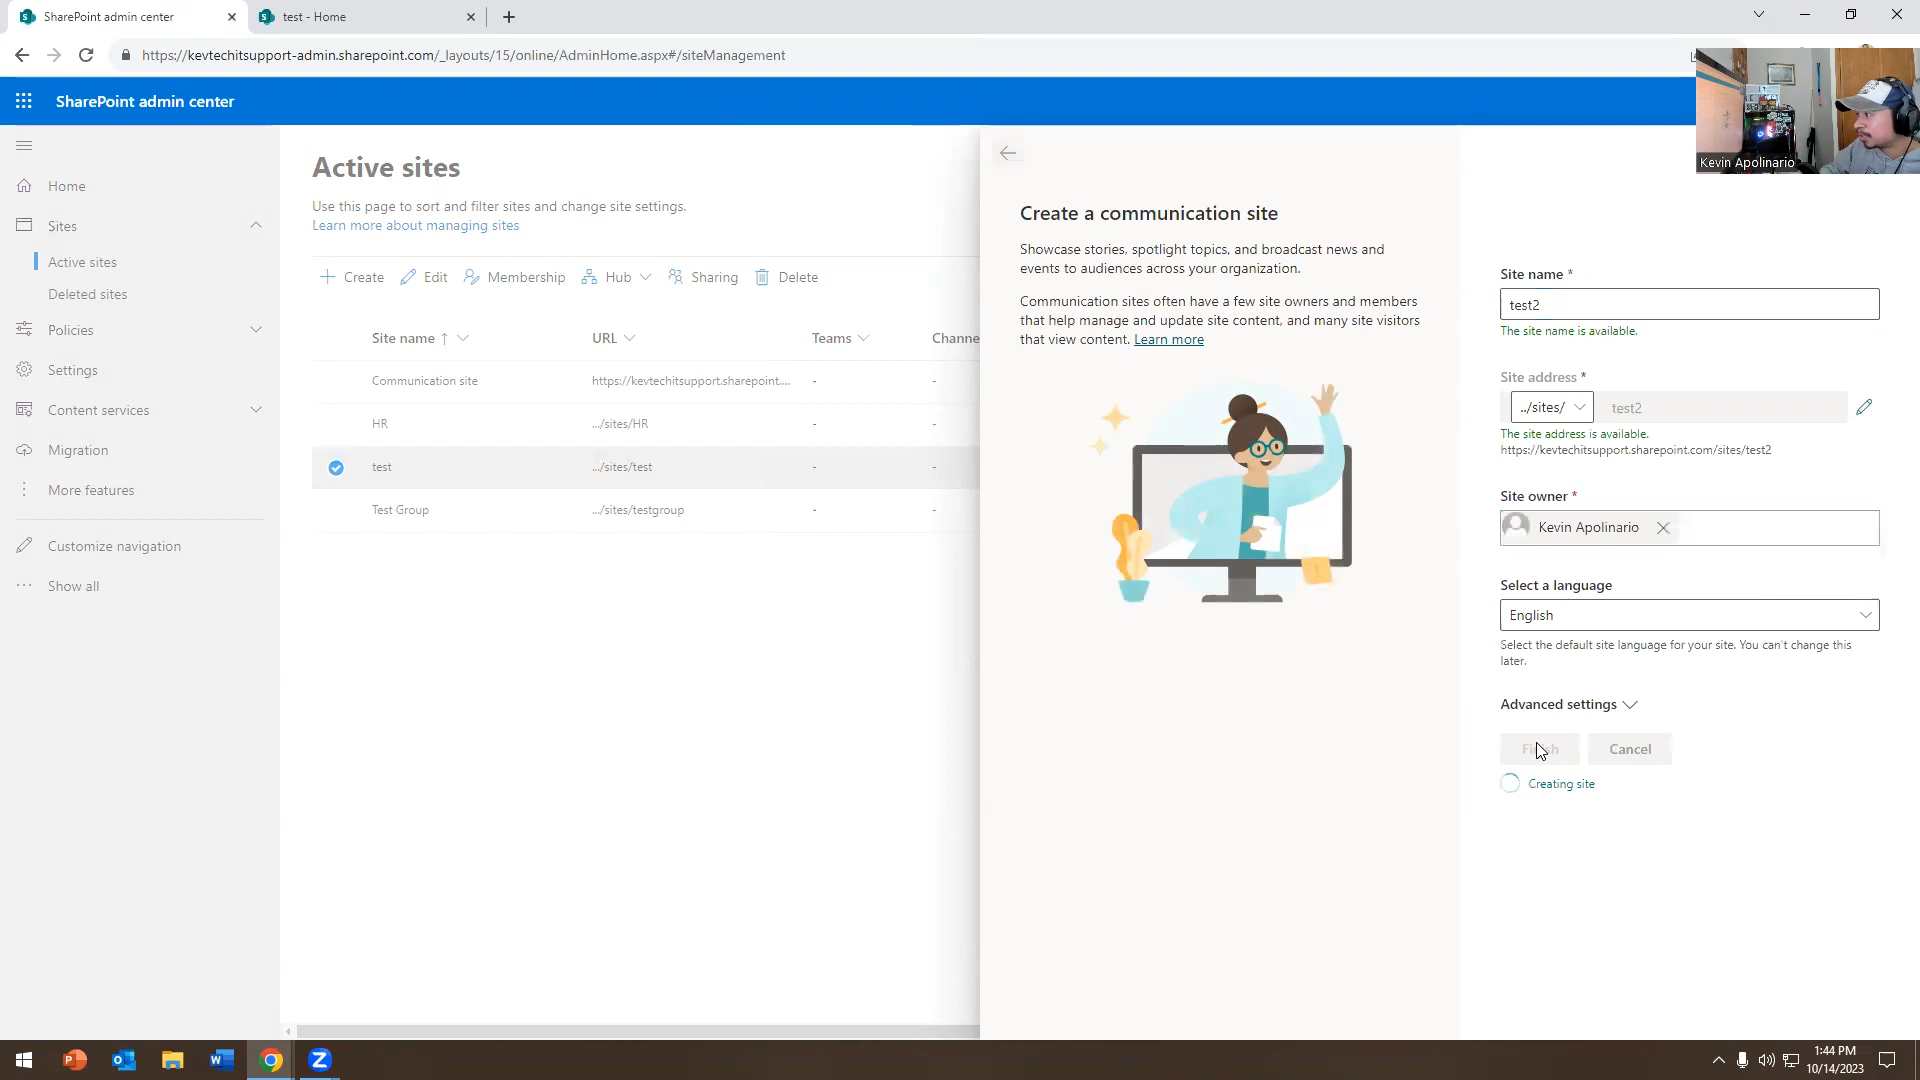 SharePoint admin center
test - Home
https://kevtechitsupport-admin.sharepoint.com/_layouts/15/online/AdminHome.aspx#/siteManagement
SharePoint admin center
Kevin Apolinario
Home
Sites
Active sites
Deleted sites
Policies
Settings
Content services
Migration
More features
Customize navigation
Show all
Active sites
Use this page to sort and filter sites and change site settings.
Learn more about managing sites
Create Edit Membership Hub Sharing Delete
Site name ↑ URL Teams Channe
Communication site https://kevtechitsupport.sharepoint.... - -
HR .../sites/HR - -
test .../sites/test - -
Test Group .../sites/testgroup - -
Create a communication site
Showcase stories, spotlight topics, and broadcast news and
events to audiences across your organization.
Communication sites often have a few site owners and members
that help manage and update site content, and many site visitors
that view content. Learn more
Site name *
test2
The site name is available.
Site address *
../sites/ test2
The site address is available.
https://kevtechitsupport.sharepoint.com/sites/test2
Site owner *
Kevin Apolinario
Select a language
English
Select the default site language for your site. You can't change this
later.
Advanced settings
Finish Cancel
Creating site
1:44 PM
10/14/2023